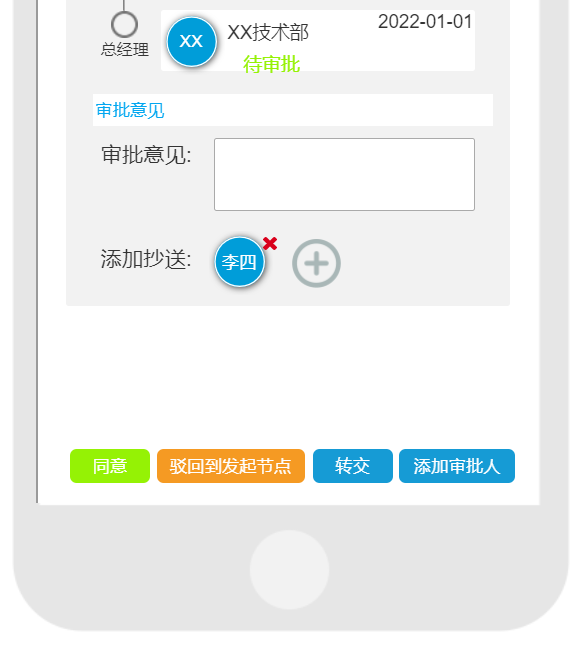 2022-01-01
XX
XX技术部
总经理
待审批
审批意见
审批意见:
添加抄送:
李四
同意
驳回到发起节点
转交
添加审批人